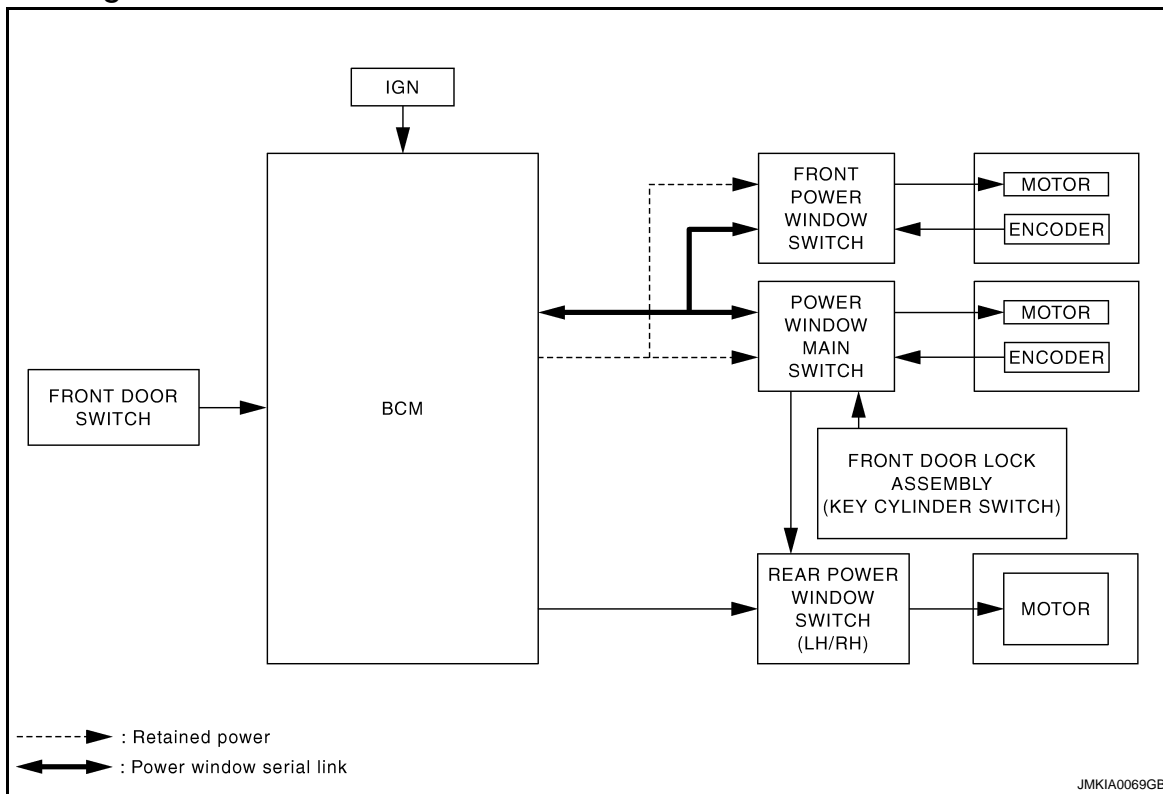 IGN
FRONT
POWER
WINDOW
SWITCH
MOTOR
ENCODER
POWER
WINDOW
MAIN
SWITCH
MOTOR
ENCODER
FRONT DOOR
SWITCH
BCM
FRONT DOOR LOCK
ASSEMBLY
(KEY CYLINDER SWITCH)
REAR POWER
WINDOW
SWITCH
(LH/RH)
MOTOR
: Retained power
: Power window serial link
JMKIA0069GB